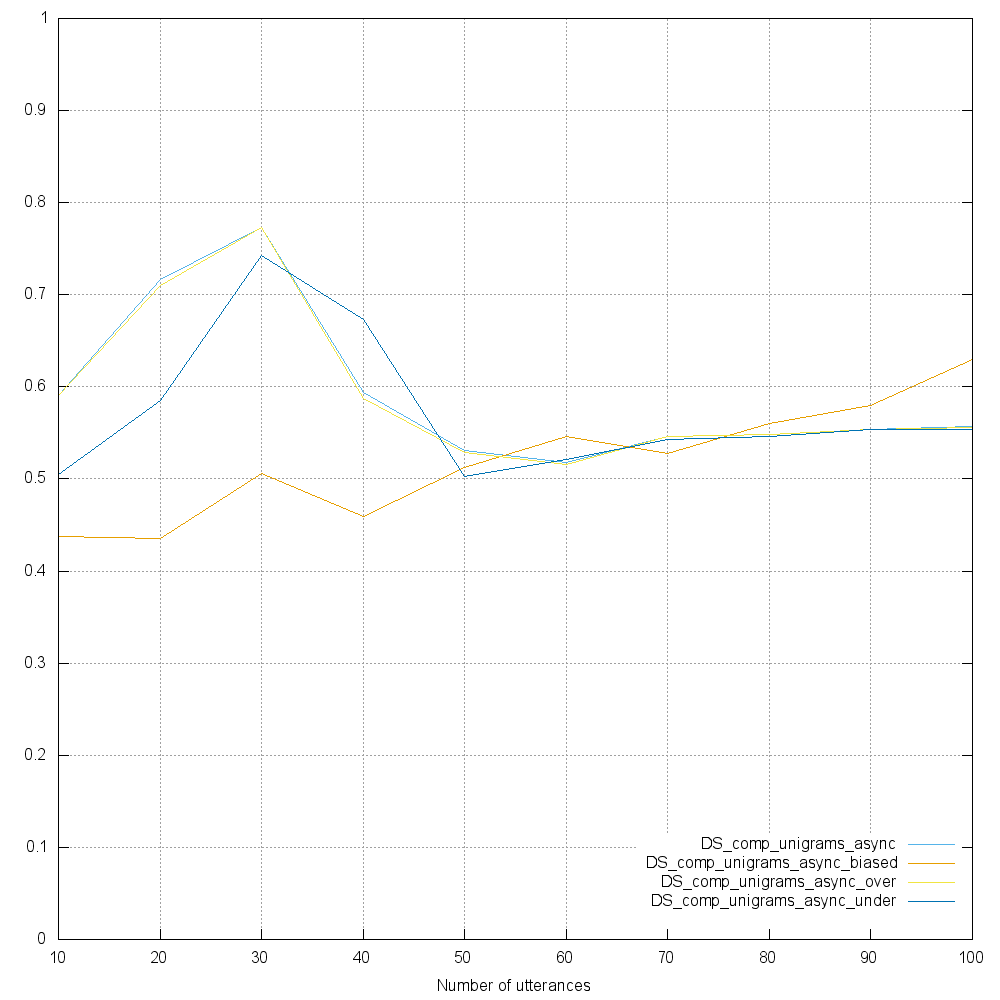 1
0.9
0.8
0.7
0.6
0.5
0.4
0.3
0.2
0.1
0
DS_comp_unigrams_async
DS_comp_unigrams_async_biased
DS_comp_unigrams_async_over
DS_comp_unigrams_async_under
10 20 30 40 50 60 70 80 90 100
Number of utterances